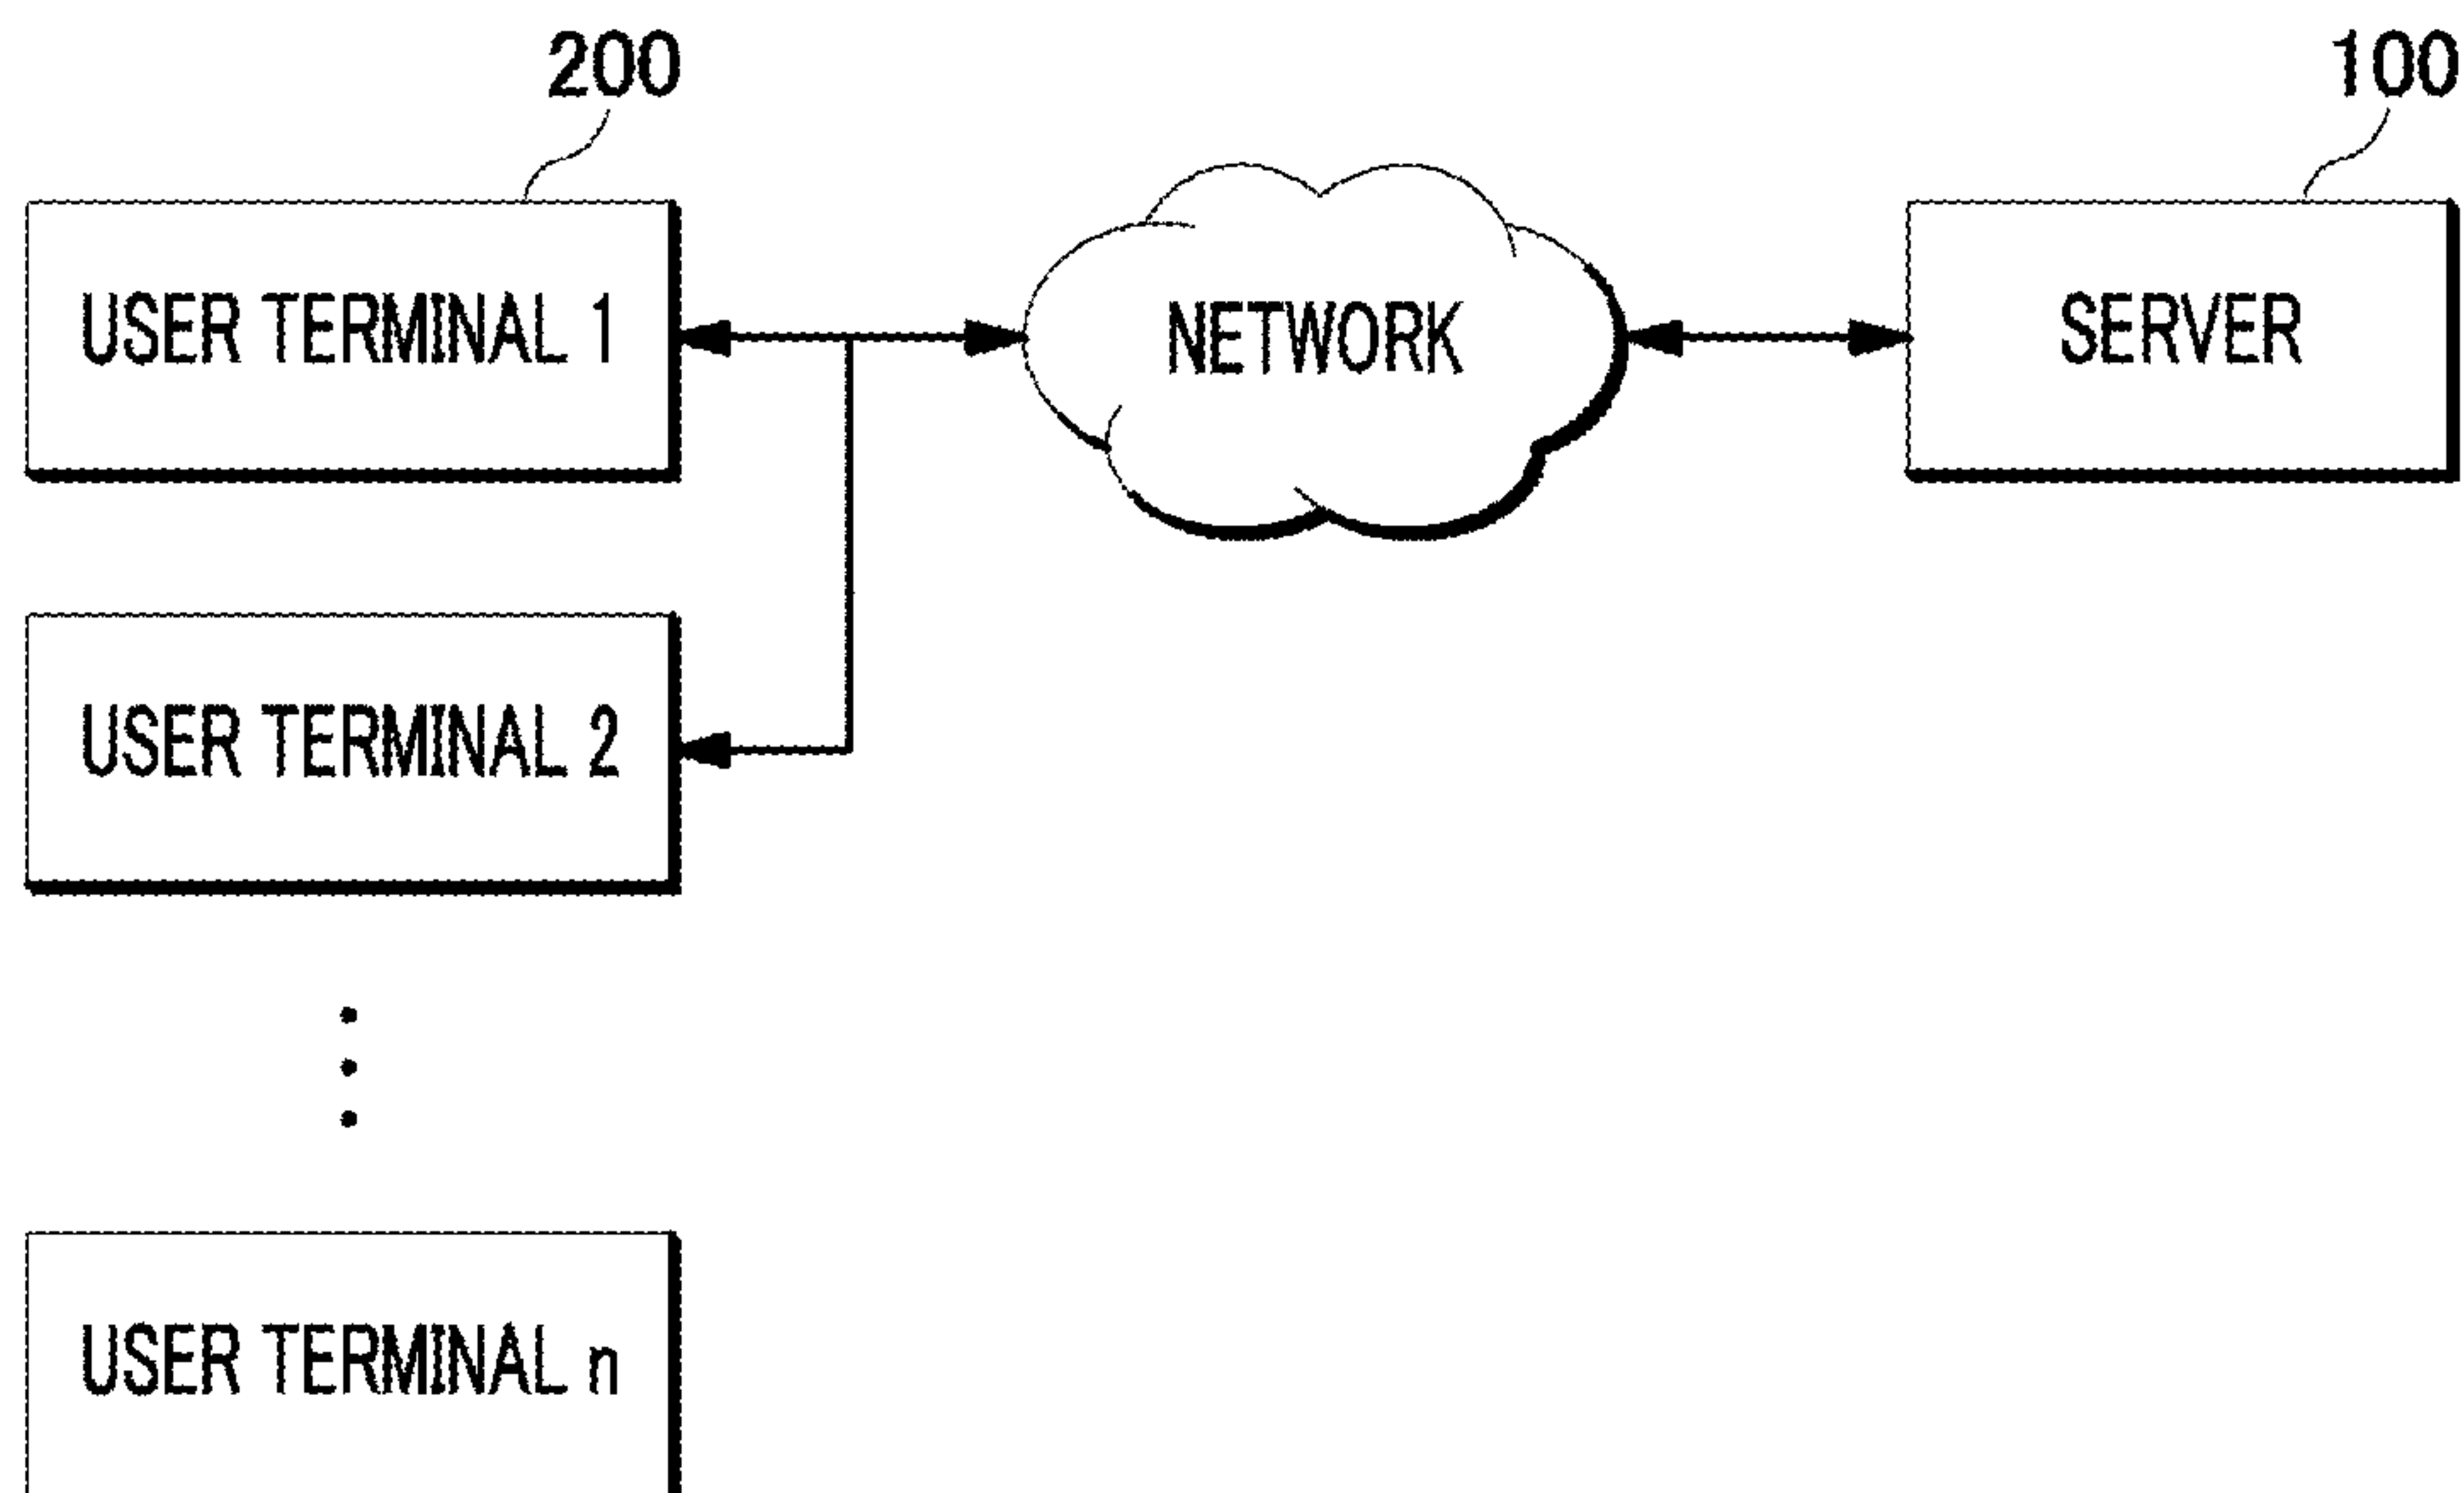 200
100
USER TERMINAL 1
NETWORK
SERVER
USER TERMINAL 2
USER TERMINAL n